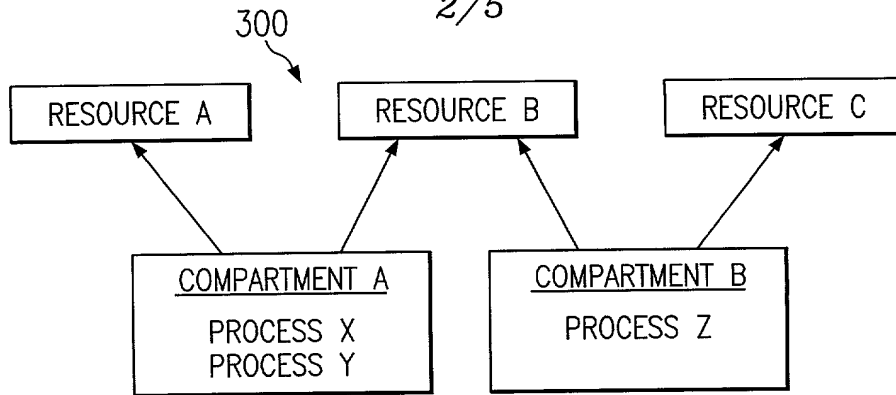 2/5
300
RESOURCE A
RESOURCE B
RESOURCE C
COMPARTMENT A
PROCESS X
PROCESS Y
COMPARTMENT B
PROCESS Z